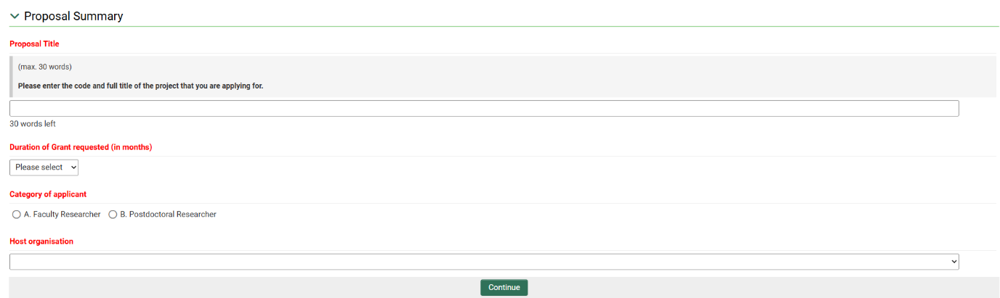 Proposal Summary
Proposal Title
(max. 30 words)
Please enter the code and full title of the project that you are applying for.
30 words left
Duration of Grant requested (in months)
Please select
Category of applicant
A. Faculty Researcher B. Postdoctoral Researcher
Host organisation
Continue